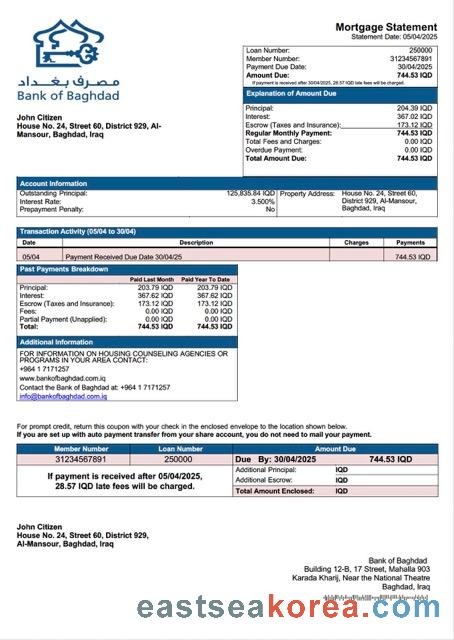 مصرف بغداد
Bank of Baghdad
Mortgage Statement
Statement Date: 05/04/2025
Loan Number: 250000
Member Number: 31234567891
Payment Due Date: 30/04/2025
Amount Due: 744.53 IQD
If payment is received after 30/04/2025, 28.57 IQD late fees will be charged.
Explanation of Amount Due
Principal: 204.39 IQD
Interest: 367.02 IQD
Escrow (Taxes and Insurance): 173.12 IQD
Regular Monthly Payment: 744.53 IQD
Total Fees and Charges: 0.00 IQD
Overdue Payment: 0.00 IQD
Total Amount Due: 744.53 IQD
John Citizen
House No. 24, Street 60, District 929, Al-
Mansour, Baghdad, Iraq
Account Information
Outstanding Principal: 125,835.84 IQD
Interest Rate: 3.500%
Prepayment Penalty: No
Property Address: House No. 24, Street 60,
District 929, Al-Mansour,
Baghdad, Iraq
Transaction Activity (05/04 to 30/04)
Date Description Charges Payments
05/04 Payment Received Due Date 30/04/25 744.53 IQD
Past Payments Breakdown
Paid Last Month Paid Year To Date
Principal: 203.79 IQD 203.79 IQD
Interest: 367.62 IQD 367.62 IQD
Escrow (Taxes and Insurance): 173.12 IQD 173.12 IQD
Fees: 0.00 IQD 0.00 IQD
Partial Payment (Unapplied): 0.00 IQD 0.00 IQD
Total: 744.53 IQD 744.53 IQD
Additional Information
FOR INFORMATION ON HOUSING COUNSELING AGENCIES OR
PROGRAMS IN YOUR AREA CONTACT:
+964 1 7171257
www.bankofbaghdad.com.iq
Contact the Bank of Baghdad at: +964 1 7171257
info@bankofbaghdad.com.iq
For prompt credit, return this coupon with your check in the enclosed envelope to the location shown below.
If you are set up with auto payment transfer from your share account, you do not need to mail your payment.
Member Number Loan Number Amount Due
31234567891 250000 Due By: 30/04/2025 744.53 IQD
If payment is received after 05/04/2025,
28.57 IQD late fees will be charged.
Additional Principal: IQD
Additional Escrow: IQD
Total Amount Enclosed: IQD
John Citizen
House No. 24, Street 60, District 929,
Al-Mansour, Baghdad, Iraq
Bank of Baghdad
Building 12-B, 17 Street, Mahalla 903
Karada Kharij, Near the National Theatre
Baghdad, Iraq
eastseakorea.com